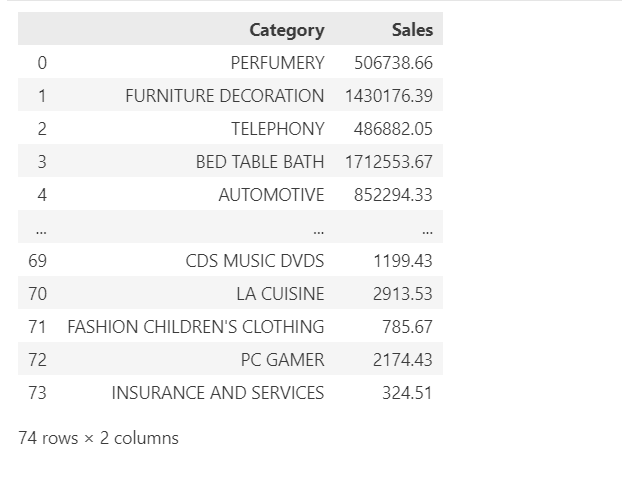 Category Sales
0 PERFUMERY 506738.66
1 FURNITURE DECORATION 1430176.39
2 TELEPHONY 486882.05
3 BED TABLE BATH 1712553.67
4 AUTOMOTIVE 852294.33
... ... ...
69 CDS MUSIC DVDS 1199.43
70 LA CUISINE 2913.53
71 FASHION CHILDREN'S CLOTHING 785.67
72 PC GAMER 2174.43
73 INSURANCE AND SERVICES 324.51
74 rows × 2 columns